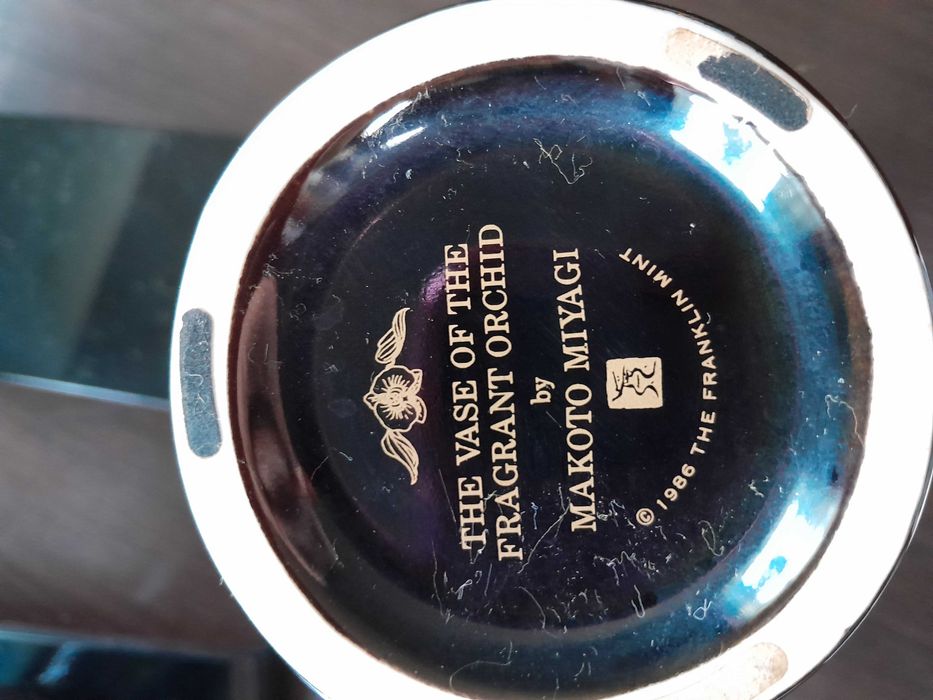 THE VASE OF THE
FRAGRANT ORCHID
by
MAKOTO MIYAGI
© 1986 THE FRANKLIN MINT